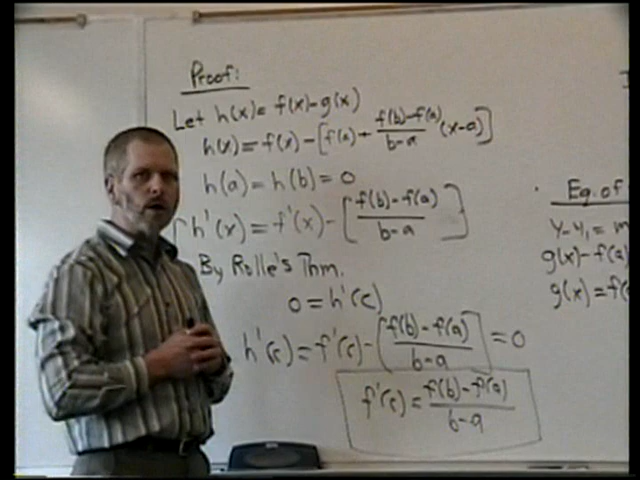 Proof:
Let h(x) = f(x) - g(x)
h(x) = f(x) - [f(a) + f(b)-f(a)/b-a (x-a)]
h(a) = h(b) = 0
h'(x) = f'(x) - [f(b)-f(a)/b-a]
By Rolle's Thm.
0 = h'(c)
h'(c) = f'(c) - [f(b)-f(a)/b-a] = 0
f'(c) = f(b)-f(a)/b-a
Eq. of
y-y₁ = m
g(x)-f(a)
g(x) = f(